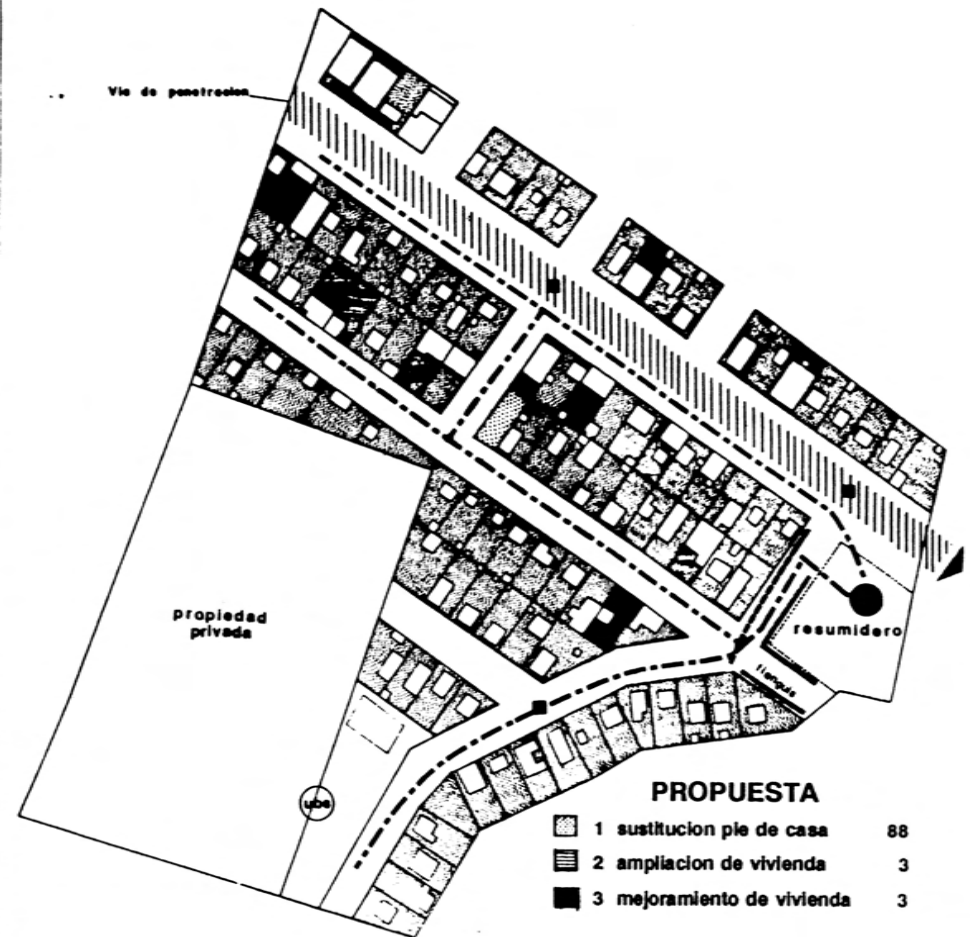 Via de penetracion
propiedad
privada
resumidero
tianguis
ubs
PROPUESTA
1 sustitucion pie de casa 88
2 ampliacion de vivienda 3
3 mejoramiento de vivienda 3